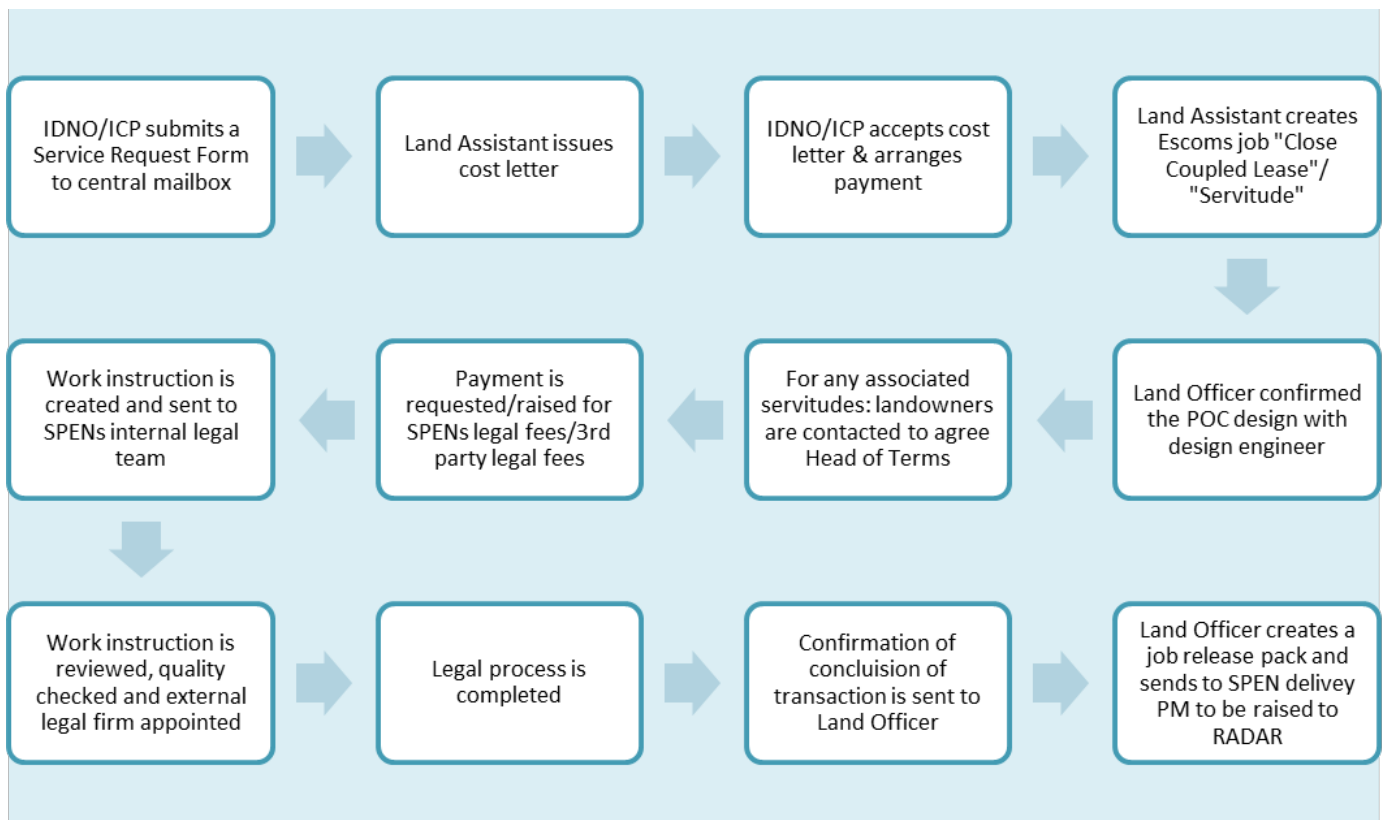 IDNO/ICP submits a
Service Request Form
to central mailbox
Land Assistant issues
cost letter
IDNO/ICP accepts cost
letter & arranges
payment
Land Assistant creates
Escoms job "Close
Coupled Lease"/
"Servitude"
Land Officer confirmed
the POC design with
design engineer
For any associated
servitudes: landowners
are contacted to agree
Head of Terms
Payment is
requested/raised for
SPENs legal fees/3rd
party legal fees
Work instruction is
created and sent to
SPENs internal legal
team
Work instruction is
reviewed, quality
checked and external
legal firm appointed
Legal process is
completed
Confirmation of
concluision of
transaction is sent to
Land Officer
Land Officer creates a
job release pack and
sends to SPEN delivey
PM to be raised to
RADAR